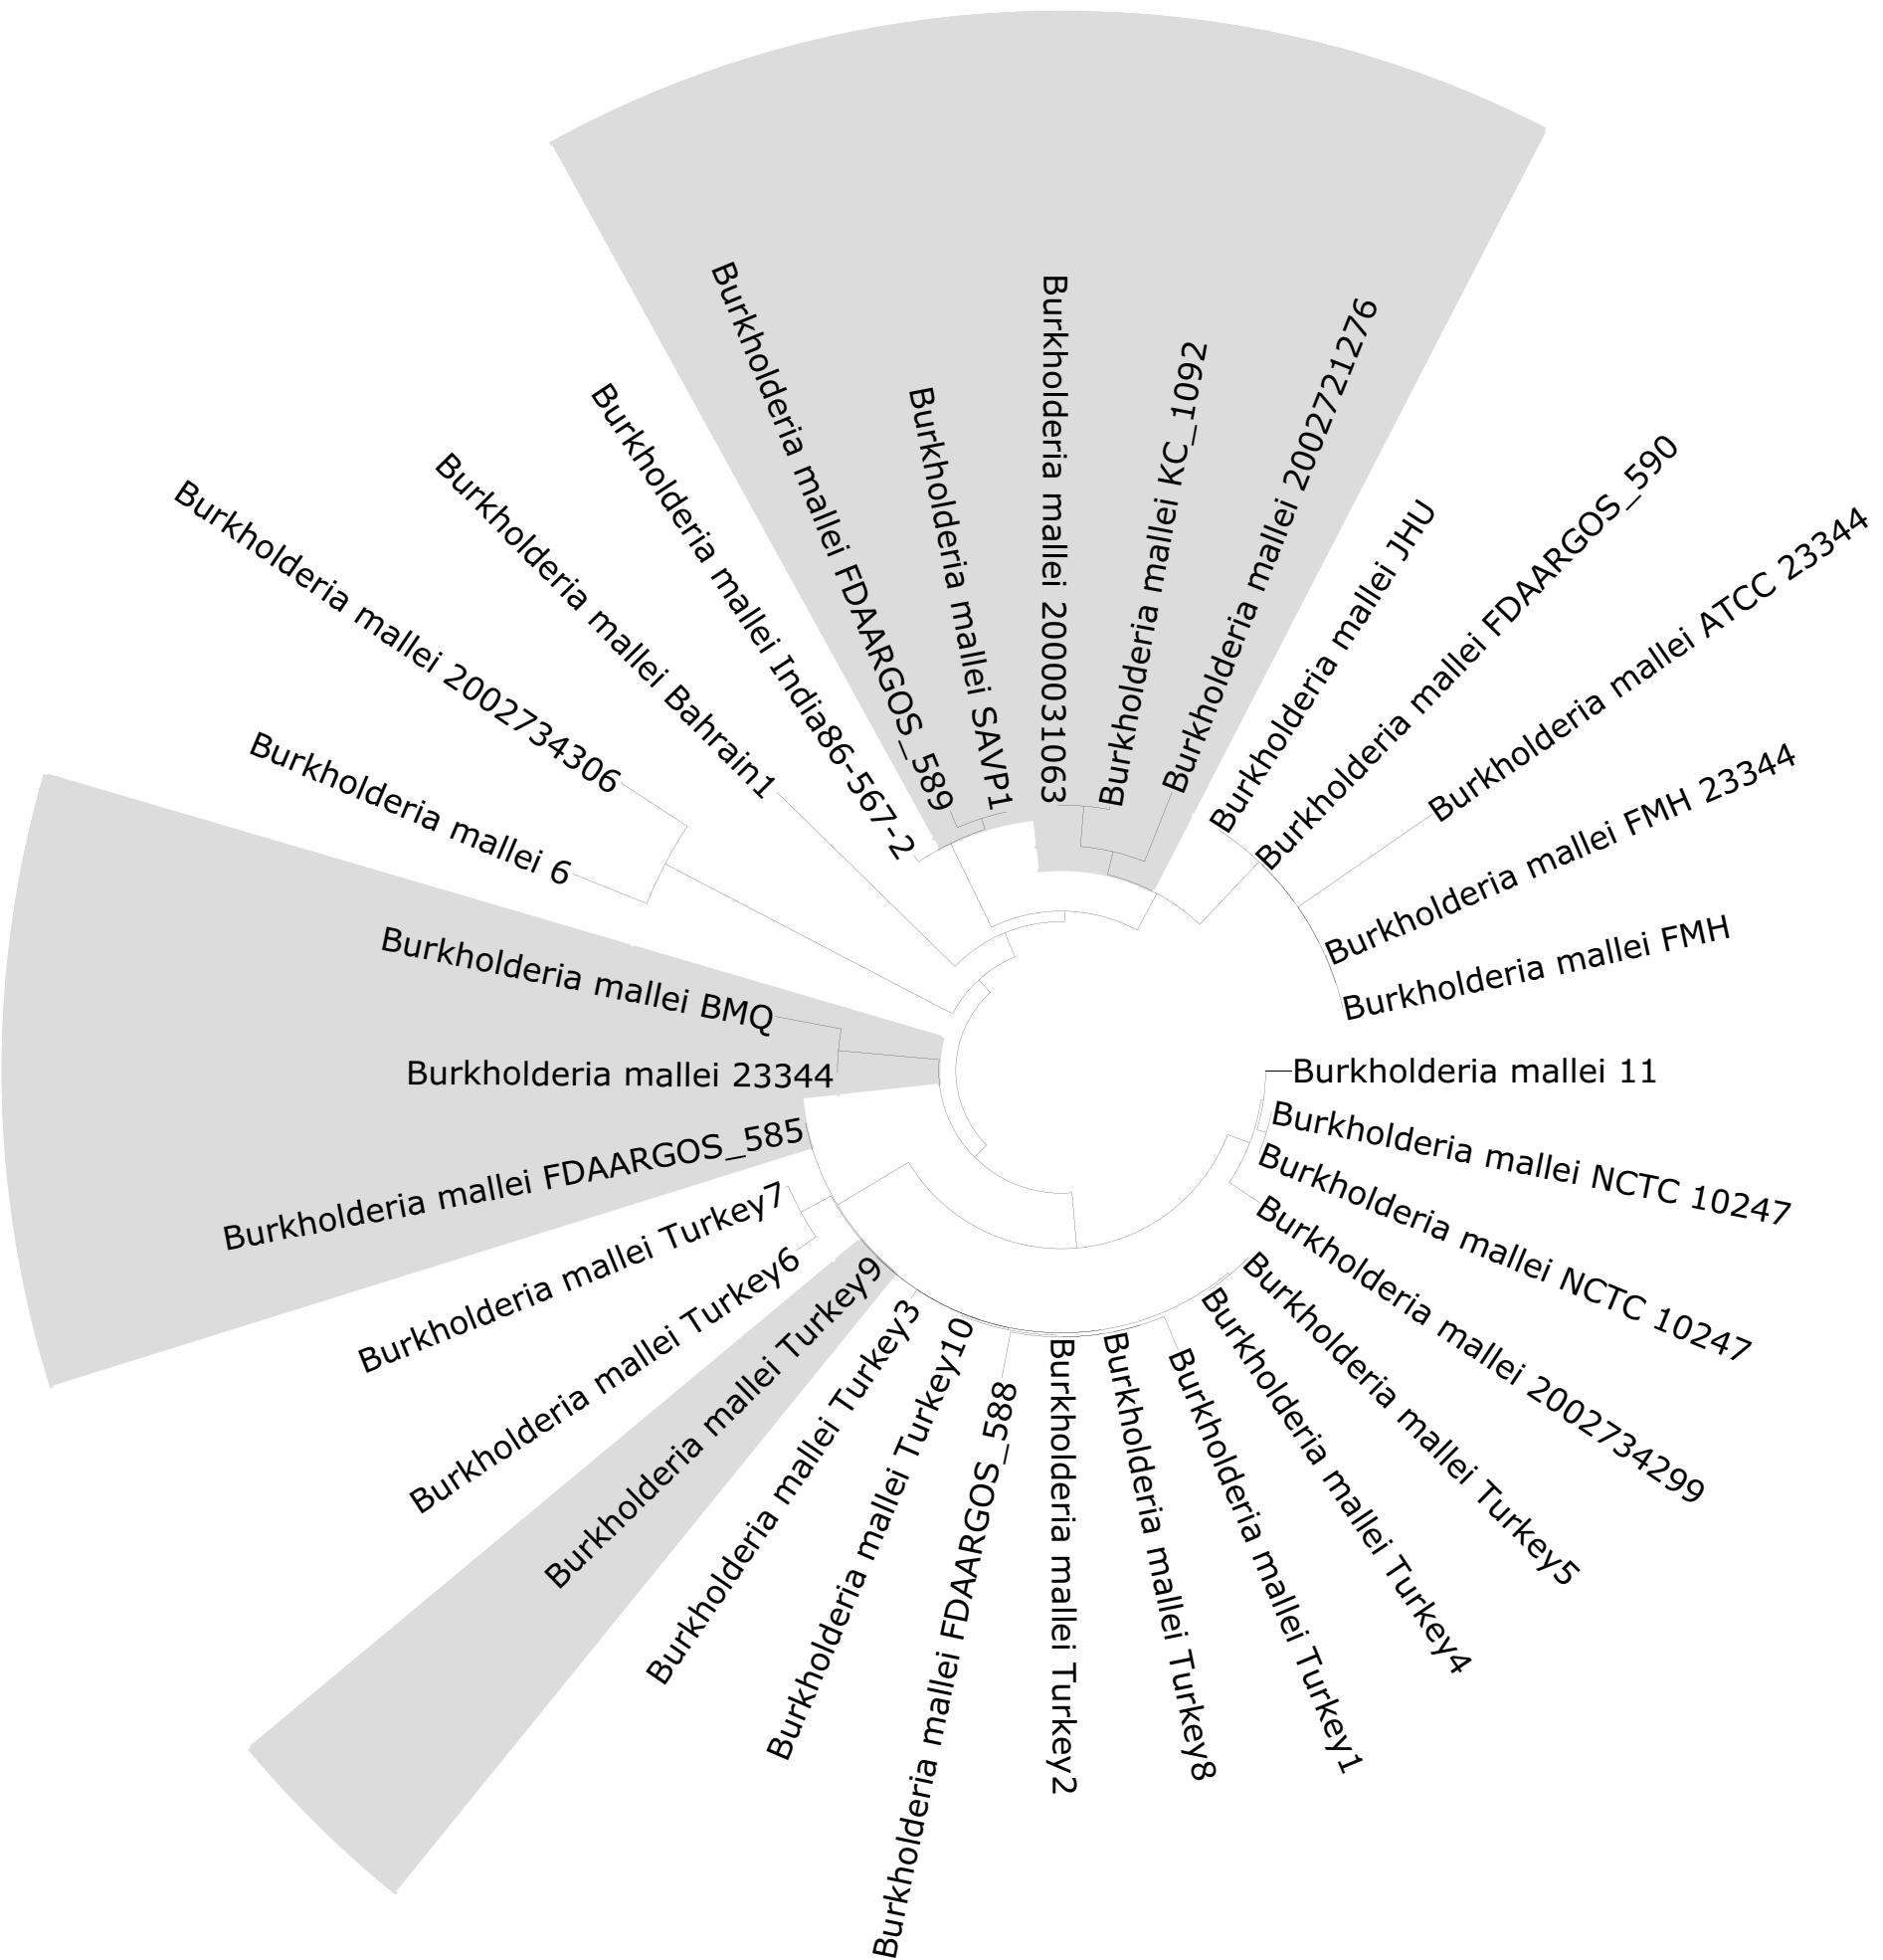 Burkholderia mallei FDAARGOS_589
Burkholderia mallei SAVP1
Burkholderia mallei 2000031063
Burkholderia mallei KC_1092
Burkholderia mallei 2002721276
Burkholderia mallei JHU
Burkholderia mallei FDAARGOS_590
Burkholderia mallei ATCC 23344
Burkholderia mallei FMH 23344
Burkholderia mallei FMH
Burkholderia mallei 11
Burkholderia mallei NCTC 10247
Burkholderia mallei NCTC 10247
Burkholderia mallei 2002734299
Burkholderia mallei Turkey5
Burkholderia mallei Turkey4
Burkholderia mallei Turkey1
Burkholderia mallei Turkey8
Burkholderia mallei Turkey2
Burkholderia mallei FDAARGOS_588
Burkholderia mallei Turkey10
Burkholderia mallei Turkey3
Burkholderia mallei Turkey9
Burkholderia mallei Turkey6
Burkholderia mallei Turkey7
Burkholderia mallei FDAARGOS_585
Burkholderia mallei 23344
Burkholderia mallei BMQ
Burkholderia mallei 6
Burkholderia mallei 2002734306
Burkholderia mallei Bahrain1
Burkholderia mallei India86-567-2